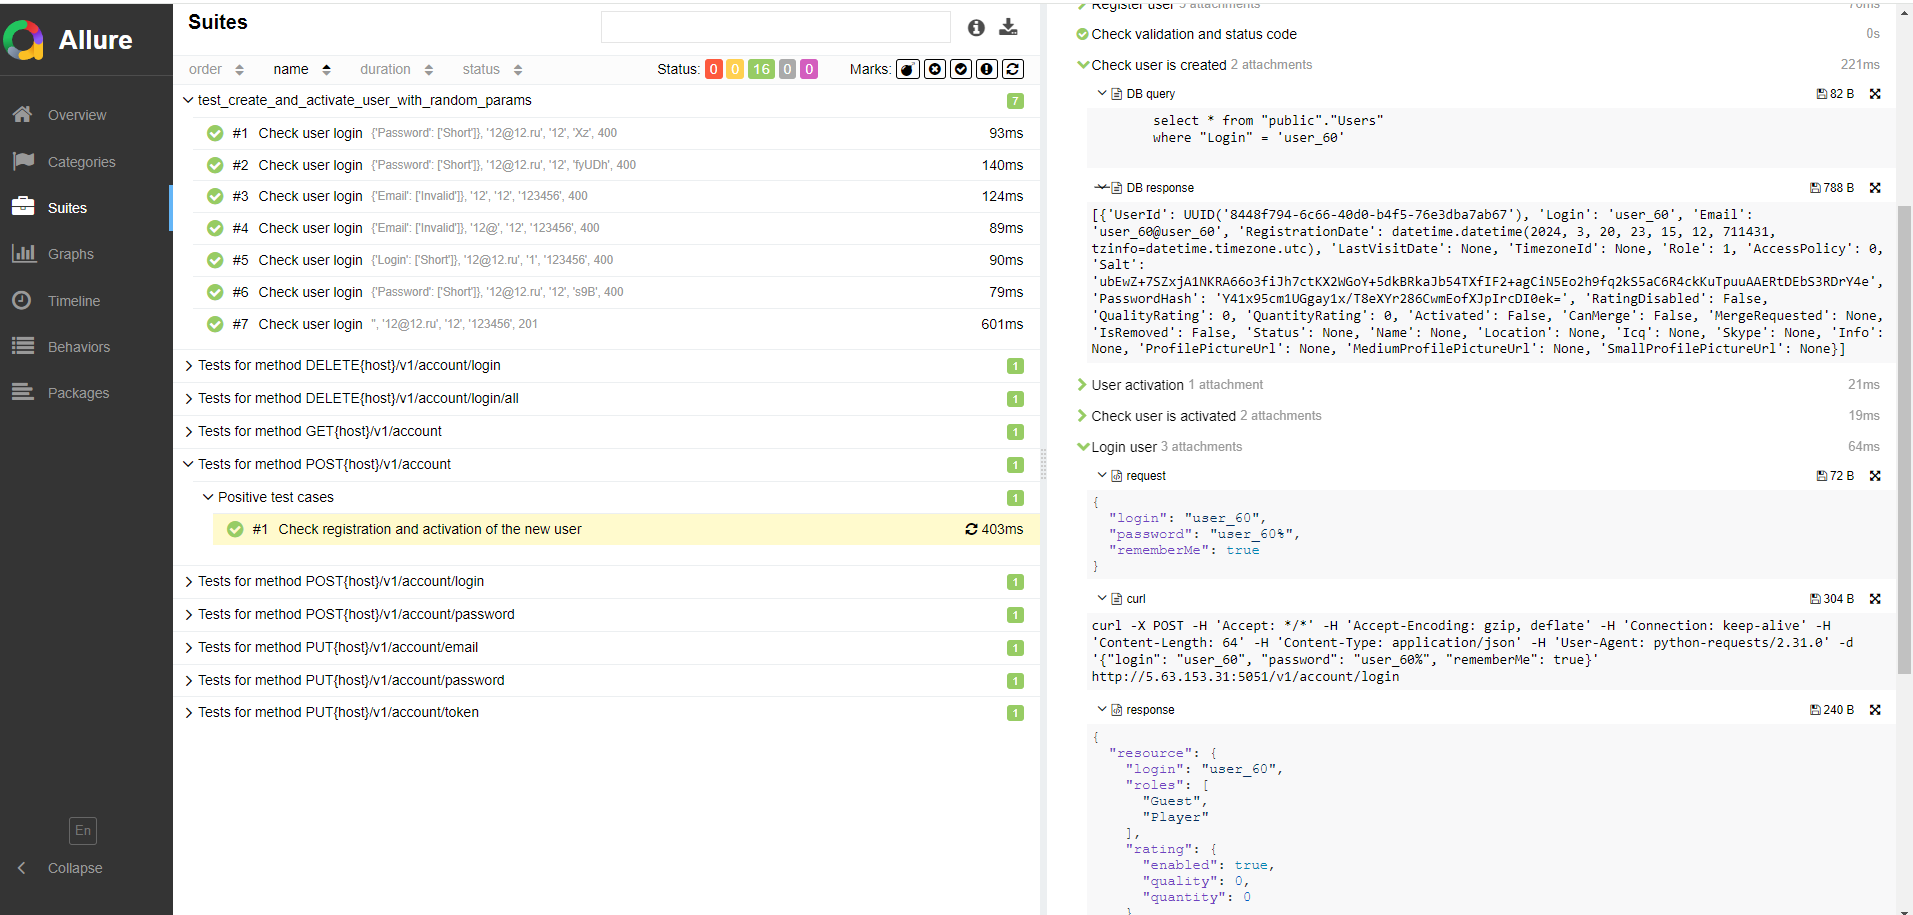 Allure
Overview
Categories
Suites
Graphs
Timeline
Behaviors
Packages
En
Collapse
Suites
order name duration status Status: 0 0 16 0 0 Marks:
test_create_and_activate_user_with_random_params 7
#1 Check user login {'Password': ['Short']}, '12@12.ru', '12', 'Xz', 400 93ms
#2 Check user login {'Password': ['Short']}, '12@12.ru', '12', 'fyUDh', 400 140ms
#3 Check user login {'Email': ['Invalid']}, '12', '12', '123456', 400 124ms
#4 Check user login {'Email': ['Invalid']}, '12@', '12', '123456', 400 89ms
#5 Check user login {'Login': ['Short']}, '12@12.ru', '1', '123456', 400 90ms
#6 Check user login {'Password': ['Short']}, '12@12.ru', '12', 's9B', 400 79ms
#7 Check user login '', '12@12.ru', '12', '123456', 201 601ms
Tests for method DELETE{host}/v1/account/login 1
Tests for method DELETE{host}/v1/account/login/all 1
Tests for method GET{host}/v1/account 1
Tests for method POST{host}/v1/account 1
Positive test cases 1
#1 Check registration and activation of the new user 403ms
Tests for method POST{host}/v1/account/login 1
Tests for method POST{host}/v1/account/password 1
Tests for method PUT{host}/v1/account/email 1
Tests for method PUT{host}/v1/account/password 1
Tests for method PUT{host}/v1/account/token 1
Register user 3 attachments 70ms
Check validation and status code 0s
Check user is created 2 attachments 221ms
DB query 82 B
select * from "public"."Users"
where "Login" = 'user_60'
DB response 788 B
[{'UserId': UUID('8448f794-6c66-40d0-b4f5-76e3dba7ab67'), 'Login': 'user_60', 'Email':
'user_60@user_60', 'RegistrationDate': datetime.datetime(2024, 3, 20, 23, 15, 12, 711431,
tzinfo=datetime.timezone.utc), 'LastVisitDate': None, 'TimezoneId': None, 'Role': 1, 'AccessPolicy': 0,
'Salt':
'ubEwZ+7SZxjA1NKRA66o3fiJh7ctKX2WGoY+5dkBRkaJb54TXfIF2+agCiN5Eo2h9fq2kS5aC6R4ckKuTpuuAAERtDEbS3RDrY4e',
'PasswordHash': 'Y41x95cm1UGgay1x/T8eXYr286CwmEofXJpIrcDI0ek=', 'RatingDisabled': False,
'QualityRating': 0, 'QuantityRating': 0, 'Activated': False, 'CanMerge': False, 'MergeRequested': None,
'IsRemoved': False, 'Status': None, 'Name': None, 'Location': None, 'Icq': None, 'Skype': None, 'Info':
None, 'ProfilePictureUrl': None, 'MediumProfilePictureUrl': None, 'SmallProfilePictureUrl': None}]
User activation 1 attachment 21ms
Check user is activated 2 attachments 19ms
Login user 3 attachments 64ms
request 72 B
{
"login": "user_60",
"password": "user_60%",
"rememberMe": true
}
curl 304 B
curl -X POST -H 'Accept: */*' -H 'Accept-Encoding: gzip, deflate' -H 'Connection: keep-alive' -H
'Content-Length: 64' -H 'Content-Type: application/json' -H 'User-Agent: python-requests/2.31.0' -d
'{"login": "user_60", "password": "user_60%", "rememberMe": true}'
http://5.63.153.31:5051/v1/account/login
response 240 B
{
"resource": {
"login": "user_60",
"roles": [
"Guest",
"Player"
],
"rating": {
"enabled": true,
"quality": 0,
"quantity": 0
}